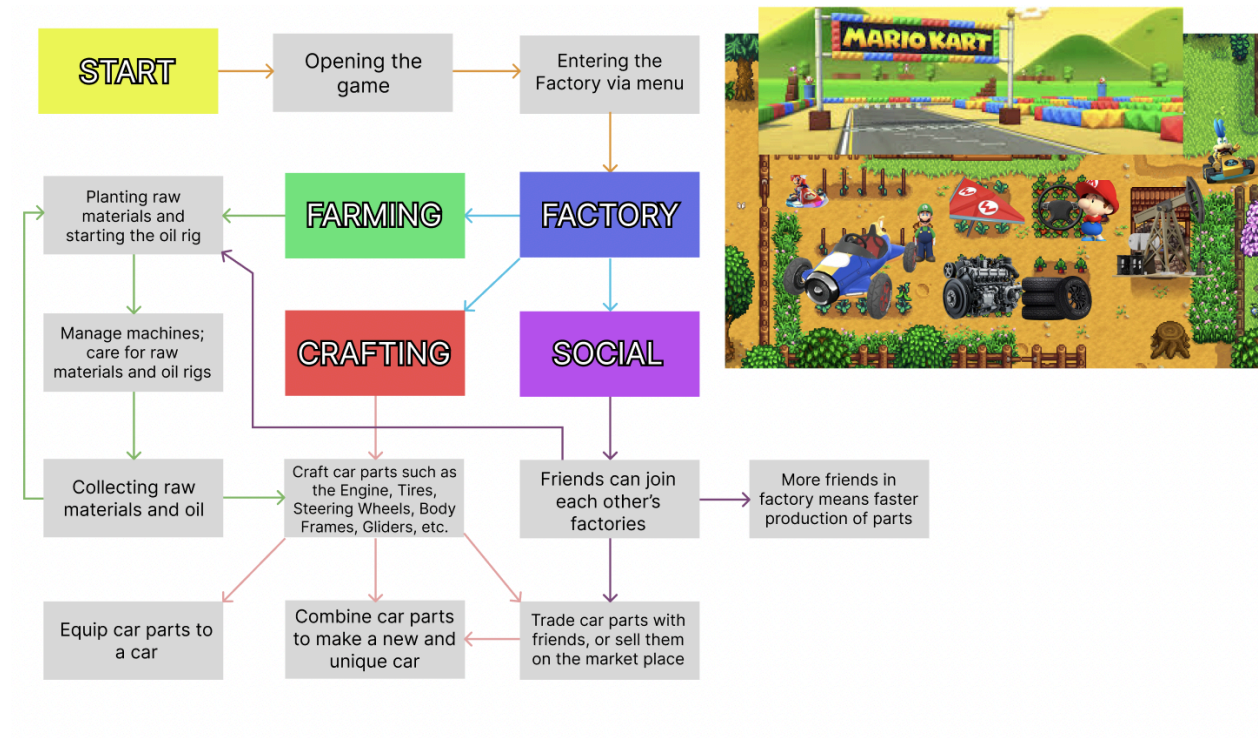 START
Opening the
game
Entering the
Factory via menu
MARIO KART
Planting raw
materials and
starting the oil rig
FARMING
FACTORY
Manage machines;
care for raw
materials and oil rigs
CRAFTING
SOCIAL
Collecting raw
materials and oil
Craft car parts such as
the Engine, Tires,
Steering Wheels, Body
Frames, Gliders, etc.
Friends can join
each other's
factories
More friends in
factory means faster
production of parts
Equip car parts to
a car
Combine car parts
to make a new and
unique car
Trade car parts with
friends, or sell them
on the market place